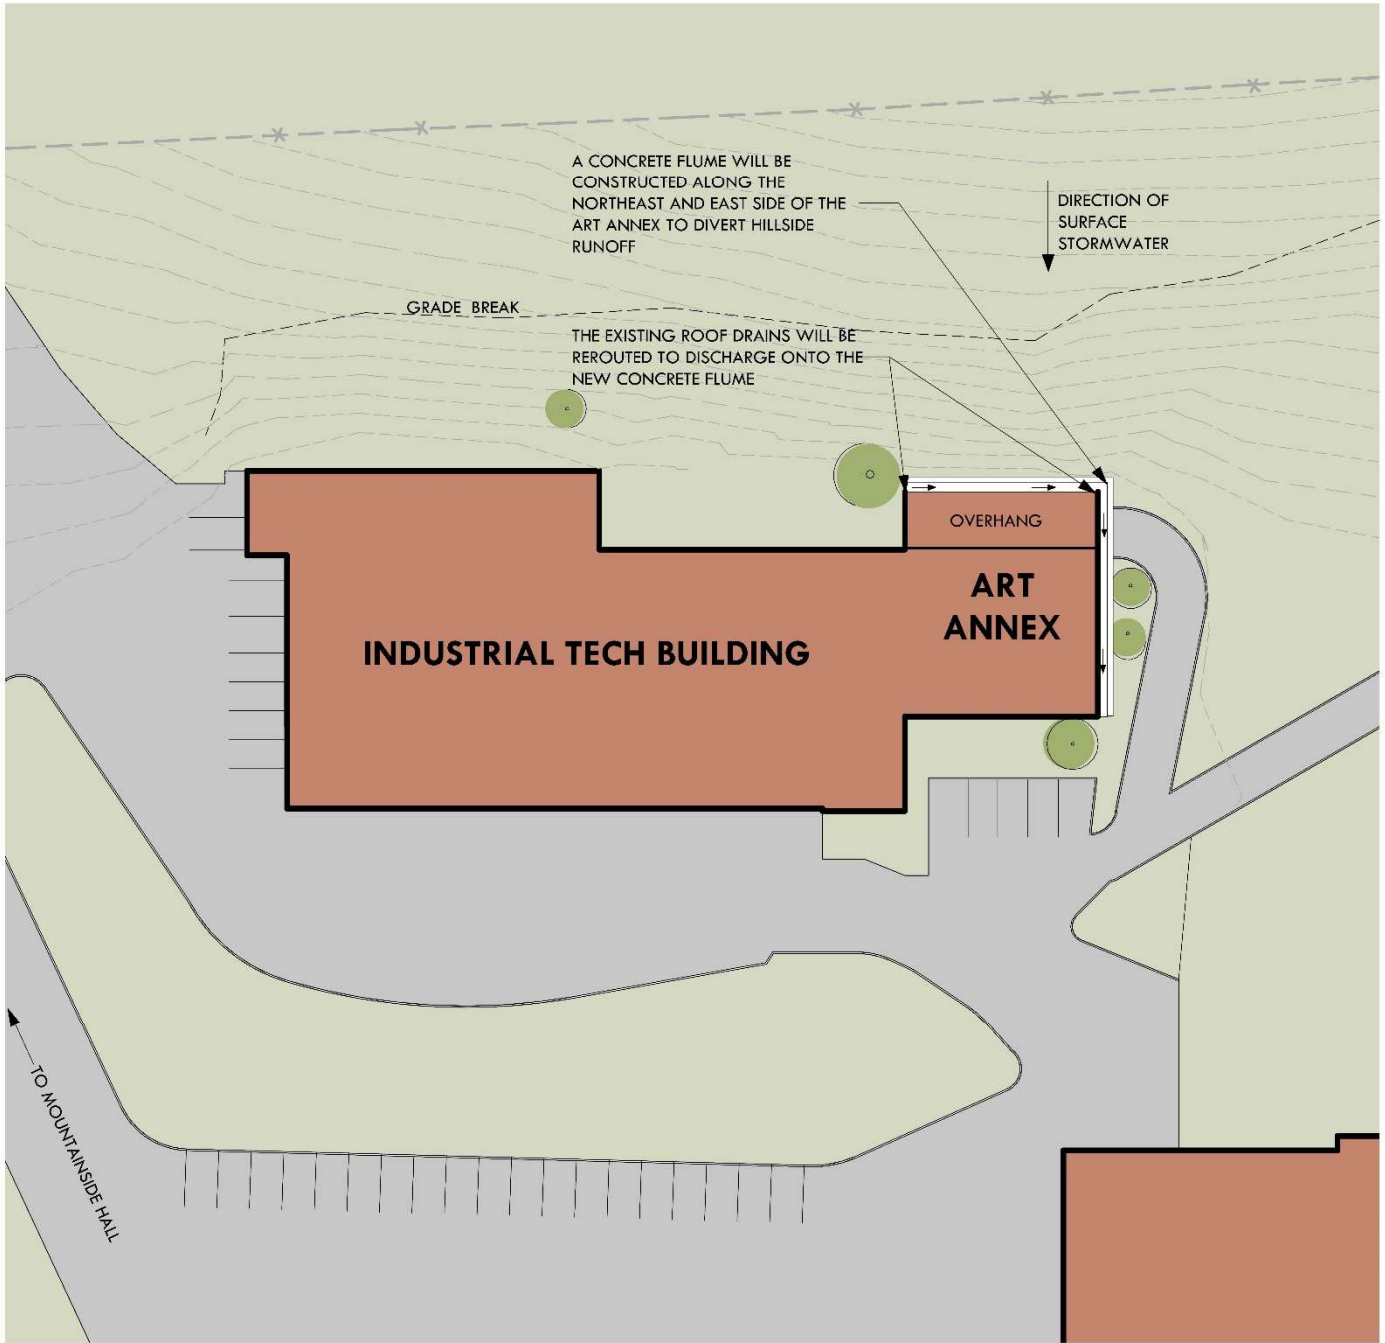 A CONCRETE FLUME WILL BE
CONSTRUCTED ALONG THE
NORTHEAST AND EAST SIDE OF THE
ART ANNEX TO DIVERT HILLSIDE
RUNOFF
DIRECTION OF
SURFACE
STORMWATER
GRADE BREAK
THE EXISTING ROOF DRAINS WILL BE
REROUTED TO DISCHARGE ONTO THE
NEW CONCRETE FLUME
OVERHANG
ART
ANNEX
INDUSTRIAL TECH BUILDING
TO MOUNTAINSIDE HALL